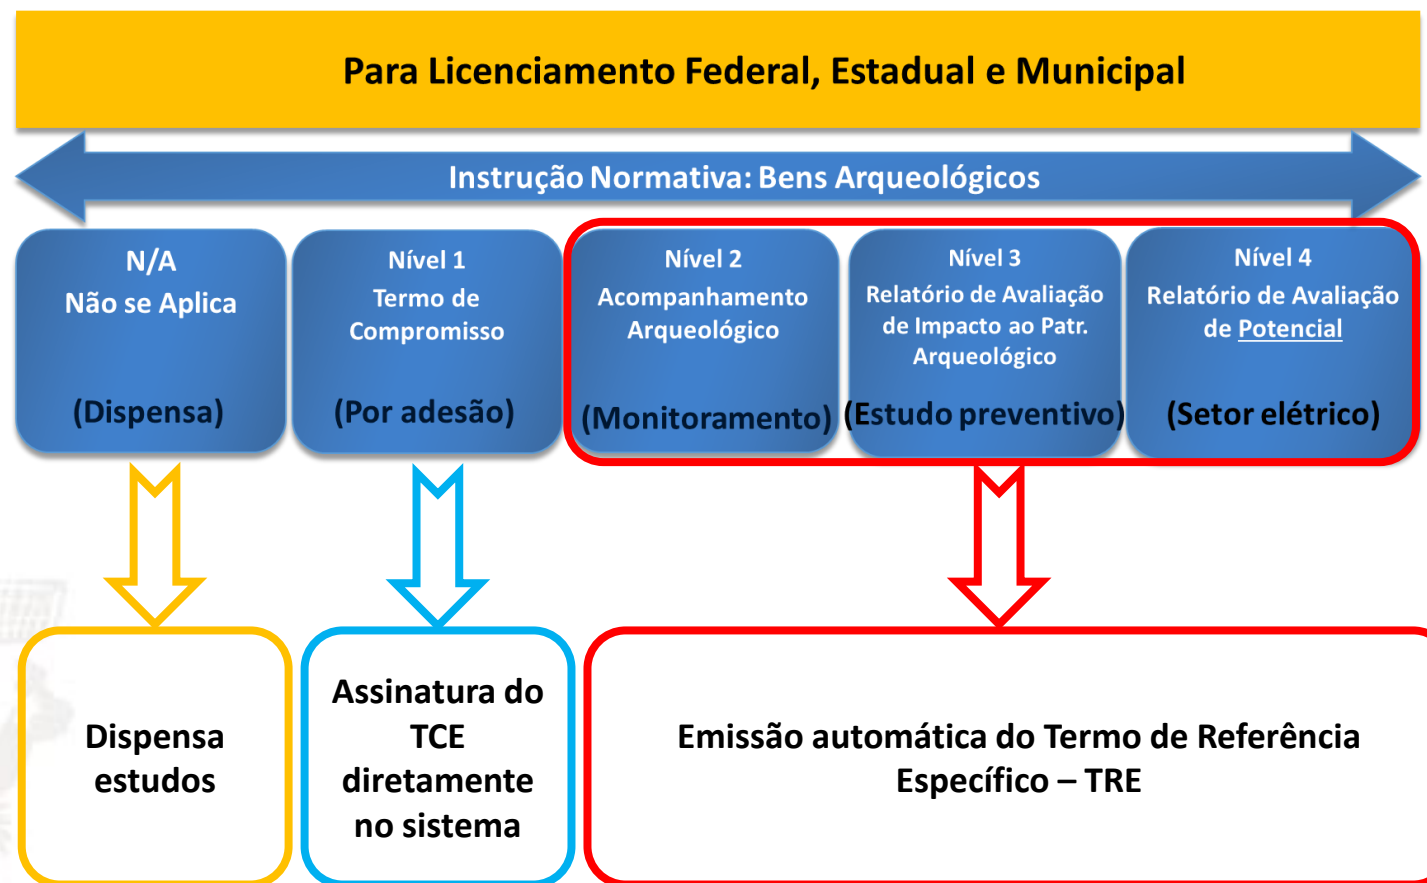 Para Licenciamento Federal, Estadual e Municipal
Instrução Normativa: Bens Arqueológicos
N/A
Não se Aplica
(Dispensa)
Nível 1
Termo de
Compromisso
(Por adesão)
Nível 2
Acompanhamento
Arqueológico
(Monitoramento)
Nível 3
Relatório de Avaliação
de Impacto ao Patr.
Arqueológico
(Estudo preventivo)
Nível 4
Relatório de Avaliação
de Potencial
(Setor elétrico)
Dispensa
estudos
Assinatura do
TCE
diretamente
no sistema
Emissão automática do Termo de Referência
Específico – TRE